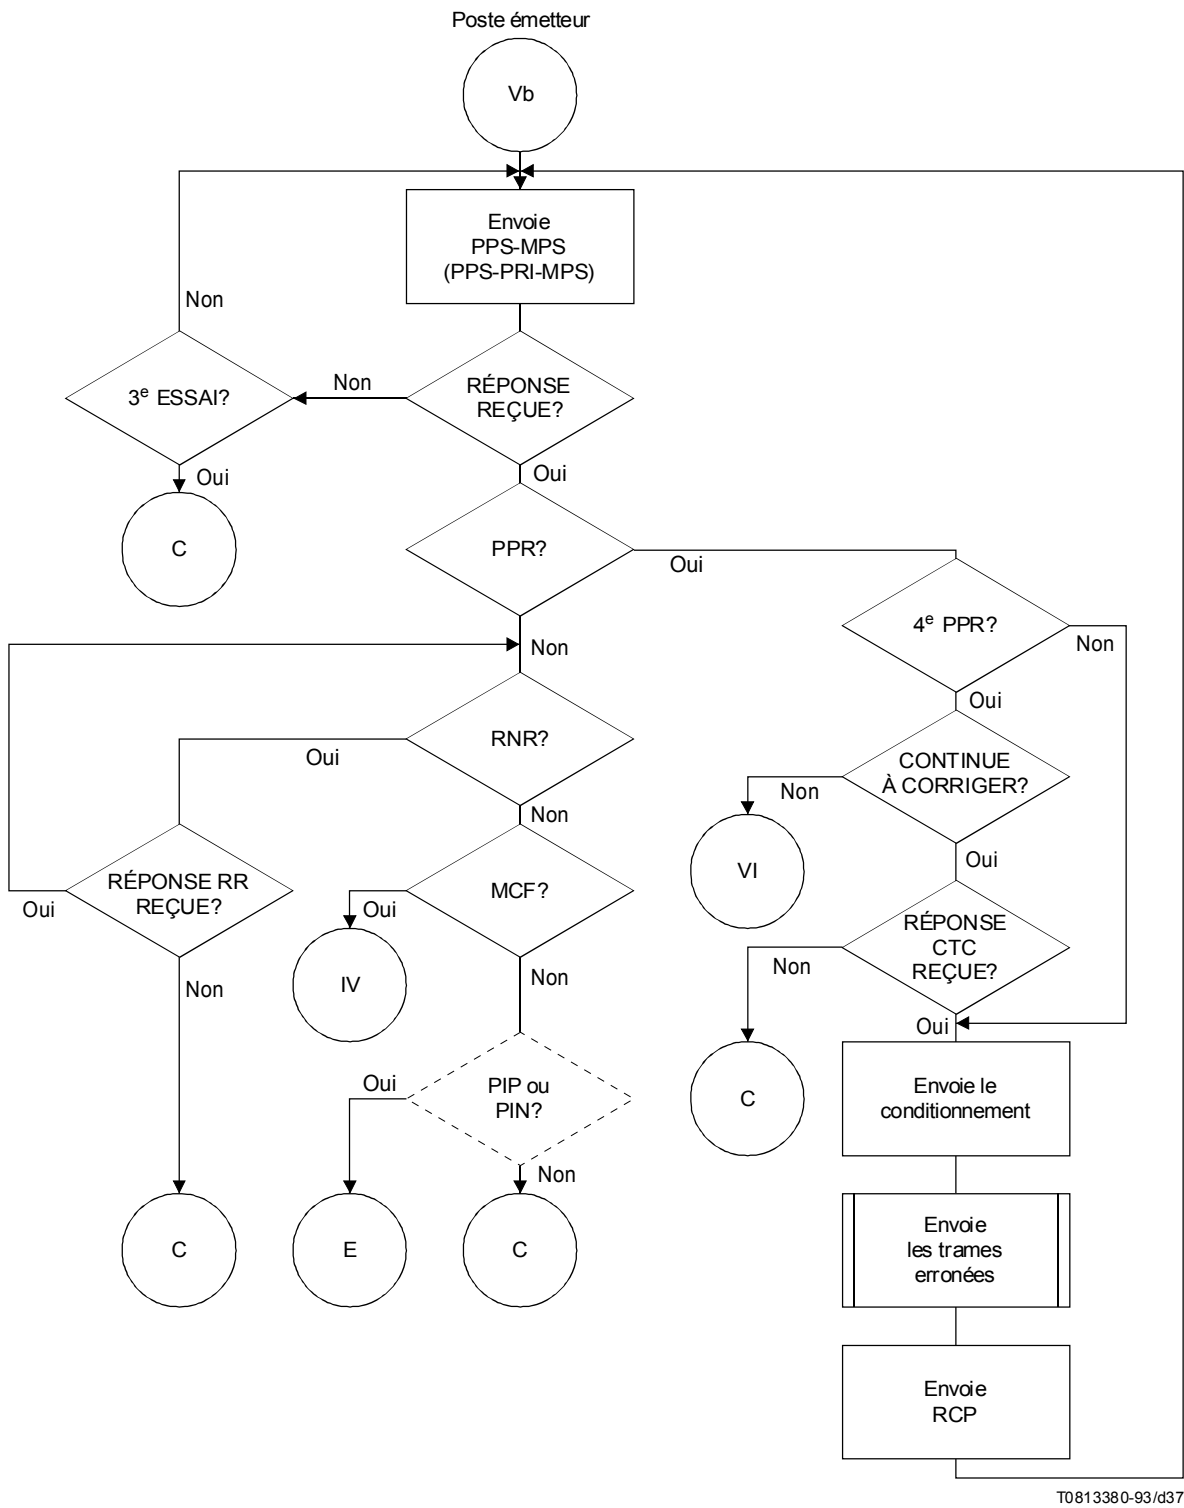 Poste émetteur
Vb
Envoie
PPS-MPS
(PPS-PRI-MPS)
Non
3e ESSAI?
Non
RÉPONSE
REÇUE?
Oui
Oui
C
PPR?
Oui
4e PPR?
Non
Non
Oui
RNR?
Oui
CONTINUE
À CORRIGER?
Non
Non
Oui
VI
RÉPONSE RR
REÇUE?
Oui
MCF?
Oui
RÉPONSE
CTC
REÇUE?
Non
Non
IV
Non
Oui
PIP ou
PIN?
Oui
Non
C
Envoie le
conditionnement
C
E
C
Envoie
les trames
erronées
Envoie
RCP
T0813380-93/d37